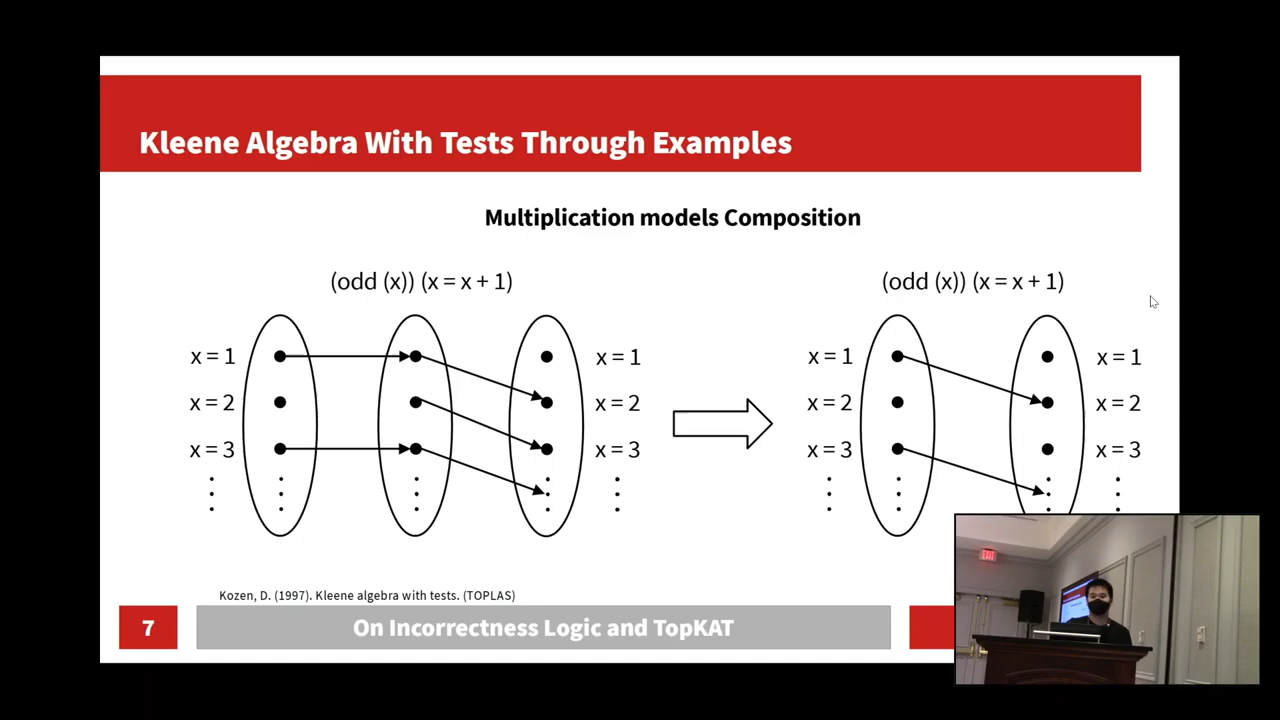 Kleene Algebra With Tests Through Examples
Multiplication models Composition
(odd (x)) (x = x + 1)
(odd (x)) (x = x + 1)
x = 1
x = 1
x = 1
x = 1
x = 2
x = 2
x = 2
x = 2
x = 3
x = 3
x = 3
x = 3
Kozen, D. (1997). Kleene algebra with tests. (TOPLAS)
7
On Incorrectness Logic and TopKAT
EXIT